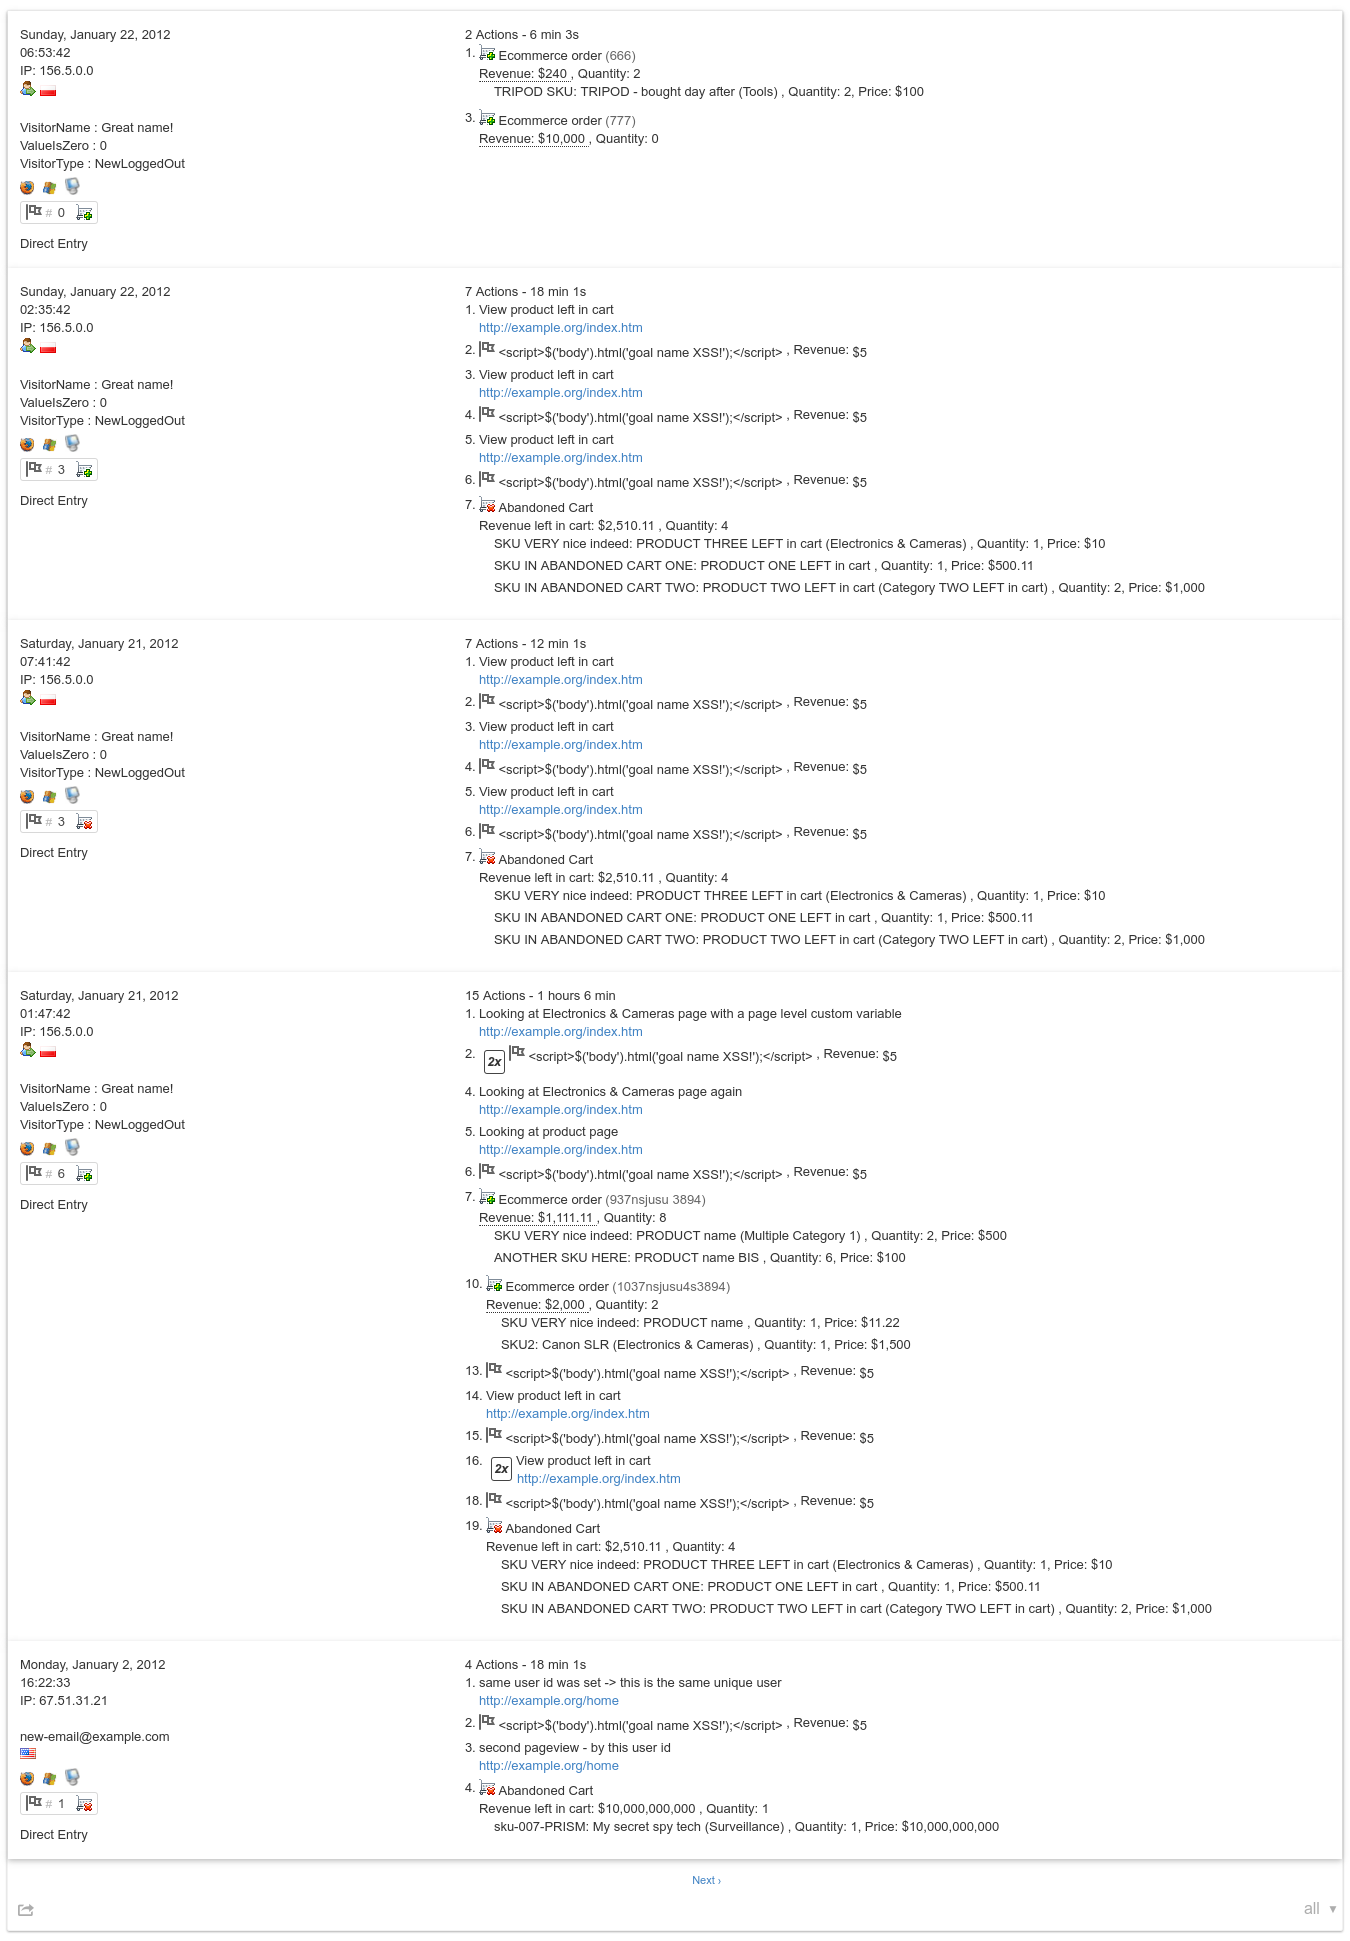 Sunday, January 22, 2012
06:53:42
IP: 156.5.0.0
VisitorName : Great name!
ValueIsZero : 0
VisitorType : NewLoggedOut
# 0
Direct Entry
2 Actions - 6 min 3s
1. Ecommerce order (666)
Revenue: $240 , Quantity: 2
TRIPOD SKU: TRIPOD - bought day after (Tools) , Quantity: 2, Price: $100
3. Ecommerce order (777)
Revenue: $10,000 , Quantity: 0
Sunday, January 22, 2012
02:35:42
IP: 156.5.0.0
VisitorName : Great name!
ValueIsZero : 0
VisitorType : NewLoggedOut
# 3
Direct Entry
7 Actions - 18 min 1s
1. View product left in cart
http://example.org/index.htm
2. <script>$('body').html('goal name XSS!');</script> , Revenue: $5
3. View product left in cart
http://example.org/index.htm
4. <script>$('body').html('goal name XSS!');</script> , Revenue: $5
5. View product left in cart
http://example.org/index.htm
6. <script>$('body').html('goal name XSS!');</script> , Revenue: $5
7. Abandoned Cart
Revenue left in cart: $2,510.11 , Quantity: 4
SKU VERY nice indeed: PRODUCT THREE LEFT in cart (Electronics & Cameras) , Quantity: 1, Price: $10
SKU IN ABANDONED CART ONE: PRODUCT ONE LEFT in cart , Quantity: 1, Price: $500.11
SKU IN ABANDONED CART TWO: PRODUCT TWO LEFT in cart (Category TWO LEFT in cart) , Quantity: 2, Price: $1,000
Saturday, January 21, 2012
07:41:42
IP: 156.5.0.0
VisitorName : Great name!
ValueIsZero : 0
VisitorType : NewLoggedOut
# 3
Direct Entry
7 Actions - 12 min 1s
1. View product left in cart
http://example.org/index.htm
2. <script>$('body').html('goal name XSS!');</script> , Revenue: $5
3. View product left in cart
http://example.org/index.htm
4. <script>$('body').html('goal name XSS!');</script> , Revenue: $5
5. View product left in cart
http://example.org/index.htm
6. <script>$('body').html('goal name XSS!');</script> , Revenue: $5
7. Abandoned Cart
Revenue left in cart: $2,510.11 , Quantity: 4
SKU VERY nice indeed: PRODUCT THREE LEFT in cart (Electronics & Cameras) , Quantity: 1, Price: $10
SKU IN ABANDONED CART ONE: PRODUCT ONE LEFT in cart , Quantity: 1, Price: $500.11
SKU IN ABANDONED CART TWO: PRODUCT TWO LEFT in cart (Category TWO LEFT in cart) , Quantity: 2, Price: $1,000
Saturday, January 21, 2012
01:47:42
IP: 156.5.0.0
VisitorName : Great name!
ValueIsZero : 0
VisitorType : NewLoggedOut
# 6
Direct Entry
15 Actions - 1 hours 6 min
1. Looking at Electronics & Cameras page with a page level custom variable
http://example.org/index.htm
2. 2x <script>$('body').html('goal name XSS!');</script> , Revenue: $5
4. Looking at Electronics & Cameras page again
http://example.org/index.htm
5. Looking at product page
http://example.org/index.htm
6. <script>$('body').html('goal name XSS!');</script> , Revenue: $5
7. Ecommerce order (937nsjusu 3894)
Revenue: $1,111.11 , Quantity: 8
SKU VERY nice indeed: PRODUCT name (Multiple Category 1) , Quantity: 2, Price: $500
ANOTHER SKU HERE: PRODUCT name BIS , Quantity: 6, Price: $100
10. Ecommerce order (1037nsjusu4s3894)
Revenue: $2,000 , Quantity: 2
SKU VERY nice indeed: PRODUCT name , Quantity: 1, Price: $11.22
SKU2: Canon SLR (Electronics & Cameras) , Quantity: 1, Price: $1,500
13. <script>$('body').html('goal name XSS!');</script> , Revenue: $5
14. View product left in cart
http://example.org/index.htm
15. <script>$('body').html('goal name XSS!');</script> , Revenue: $5
16. 2x View product left in cart
http://example.org/index.htm
18. <script>$('body').html('goal name XSS!');</script> , Revenue: $5
19. Abandoned Cart
Revenue left in cart: $2,510.11 , Quantity: 4
SKU VERY nice indeed: PRODUCT THREE LEFT in cart (Electronics & Cameras) , Quantity: 1, Price: $10
SKU IN ABANDONED CART ONE: PRODUCT ONE LEFT in cart , Quantity: 1, Price: $500.11
SKU IN ABANDONED CART TWO: PRODUCT TWO LEFT in cart (Category TWO LEFT in cart) , Quantity: 2, Price: $1,000
Monday, January 2, 2012
16:22:33
IP: 67.51.31.21
new-email@example.com
# 1
Direct Entry
4 Actions - 18 min 1s
1. same user id was set -> this is the same unique user
http://example.org/home
2. <script>$('body').html('goal name XSS!');</script> , Revenue: $5
3. second pageview - by this user id
http://example.org/home
4. Abandoned Cart
Revenue left in cart: $10,000,000,000 , Quantity: 1
sku-007-PRISM: My secret spy tech (Surveillance) , Quantity: 1, Price: $10,000,000,000
Next ›
all ▼